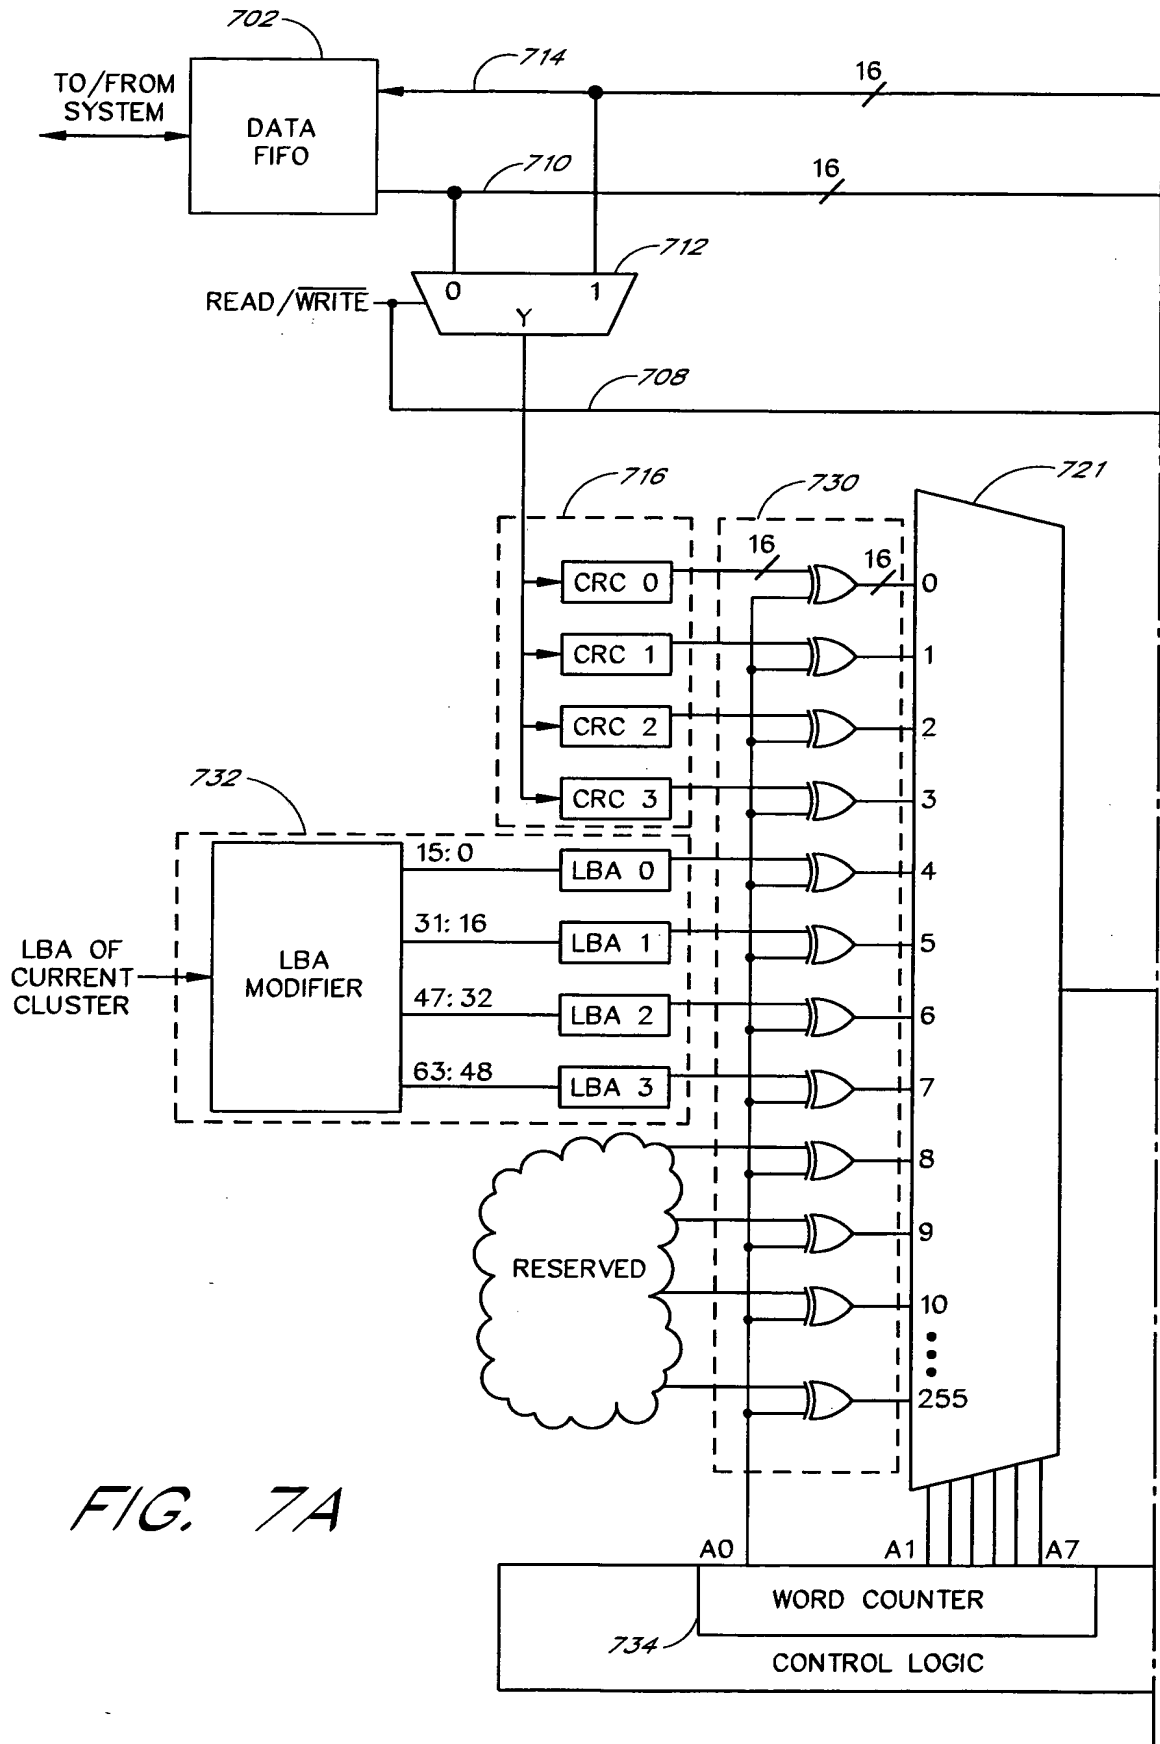 702
714
16
TO/FROM
SYSTEM
DATA
FIFO
710
16
712
0 1
READ/WRITE
Y
708
716
730
721
16
16
CRC 0
0
CRC 1
1
CRC 2
2
732
CRC 3
3
15:0
LBA 0
4
31:16
LBA 1
5
LBA OF
CURRENT
CLUSTER
LBA
MODIFIER
47:32
LBA 2
6
63:48
LBA 3
7
8
9
RESERVED
10
255
FIG. 7A
A0
A1
A7
WORD COUNTER
734
CONTROL LOGIC